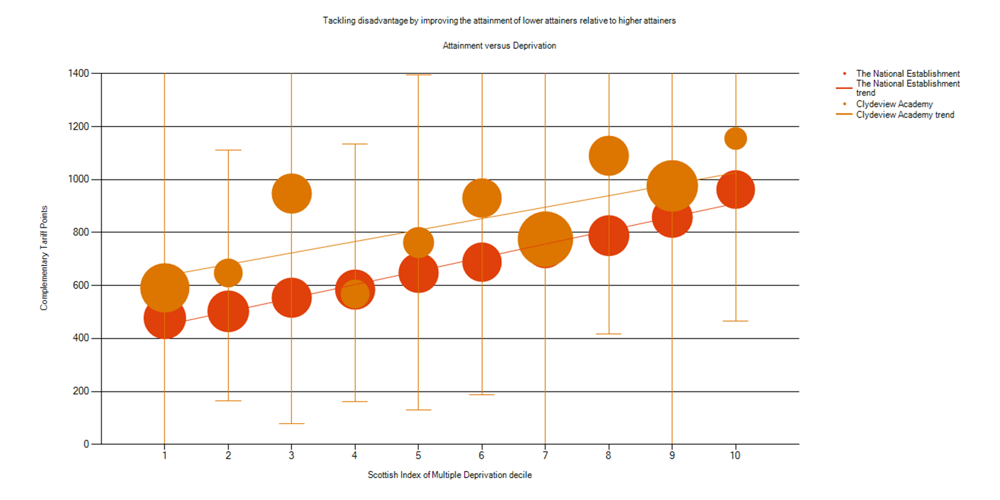 Tackling disadvantage by improving the attainment of lower attainers relative to higher attainers
Attainment versus Deprivation
The National Establishment
The National Establishment
trend
Clydeview Academy
Clydeview Academy trend
Complementary Tariff Points
1400
1200
1000
800
600
400
200
0
1 2 3 4 5 6 7 8 9 10
Scottish Index of Multiple Deprivation decile